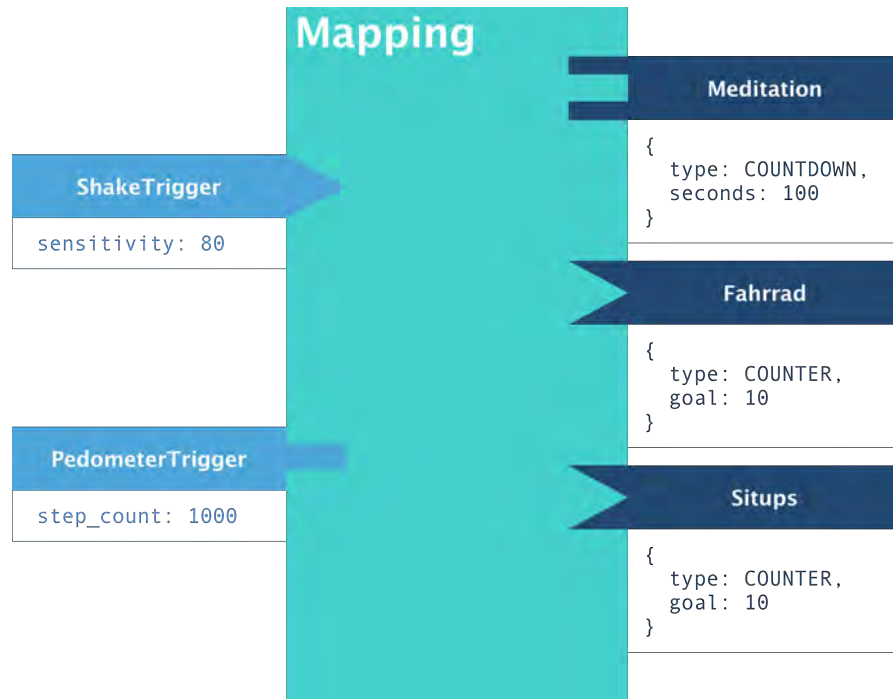 Mapping
ShakeTrigger
sensitivity: 80
PedometerTrigger
step_count: 1000
Meditation
{
type: COUNTDOWN,
seconds: 100
}
Fahrrad
{
type: COUNTER,
goal: 10
}
Situps
{
type: COUNTER,
goal: 10
}